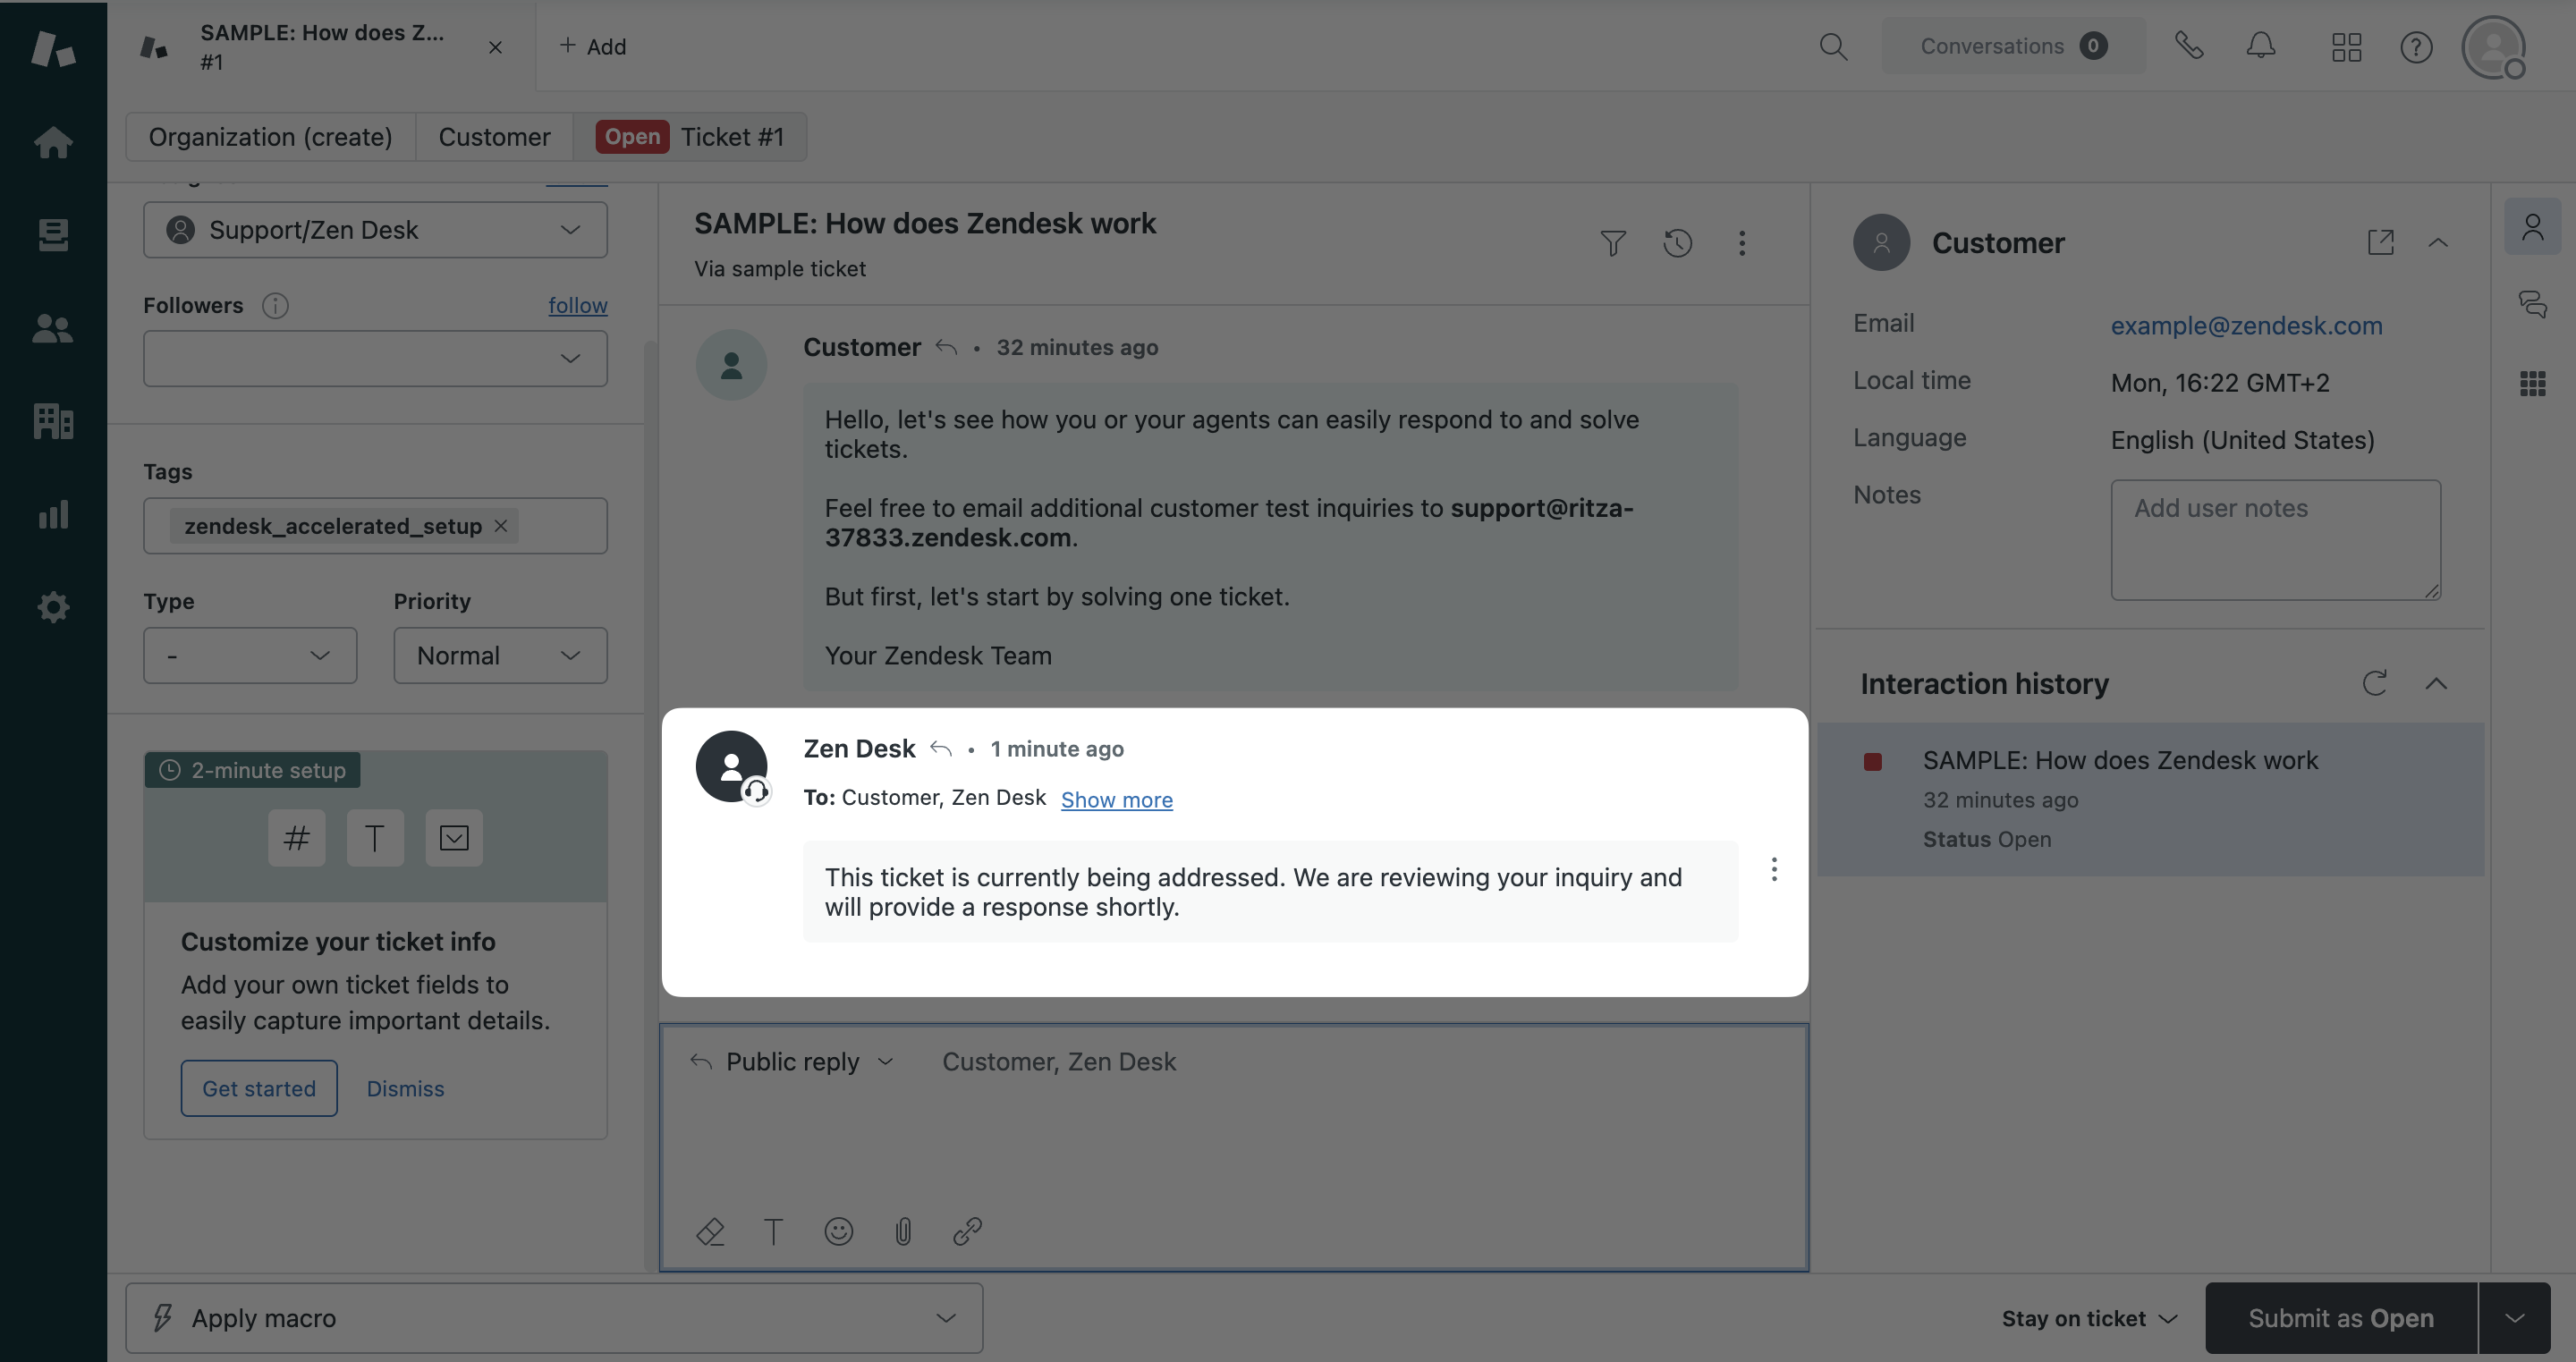 SAMPLE: How does Z...
#1
Add
Conversations 0
Organization (create)
Customer
Open Ticket #1
Support/Zen Desk
Followers
follow
Tags
zendesk_accelerated_setup
Type
Priority
-
Normal
2-minute setup
Customize your ticket info
Add your own ticket fields to
easily capture important details.
Get started
Dismiss
SAMPLE: How does Zendesk work
Via sample ticket
Customer • 32 minutes ago
Hello, let's see how you or your agents can easily respond to and solve
tickets.
Feel free to email additional customer test inquiries to support@ritza-
37833.zendesk.com.
But first, let's start by solving one ticket.
Your Zendesk Team
Zen Desk • 1 minute ago
To: Customer, Zen Desk Show more
This ticket is currently being addressed. We are reviewing your inquiry and
will provide a response shortly.
Public reply
Customer, Zen Desk
Customer
Email example@zendesk.com
Local time Mon, 16:22 GMT+2
Language English (United States)
Notes Add user notes
Interaction history
SAMPLE: How does Zendesk work
32 minutes ago
Status Open
Apply macro
Stay on ticket
Submit as Open